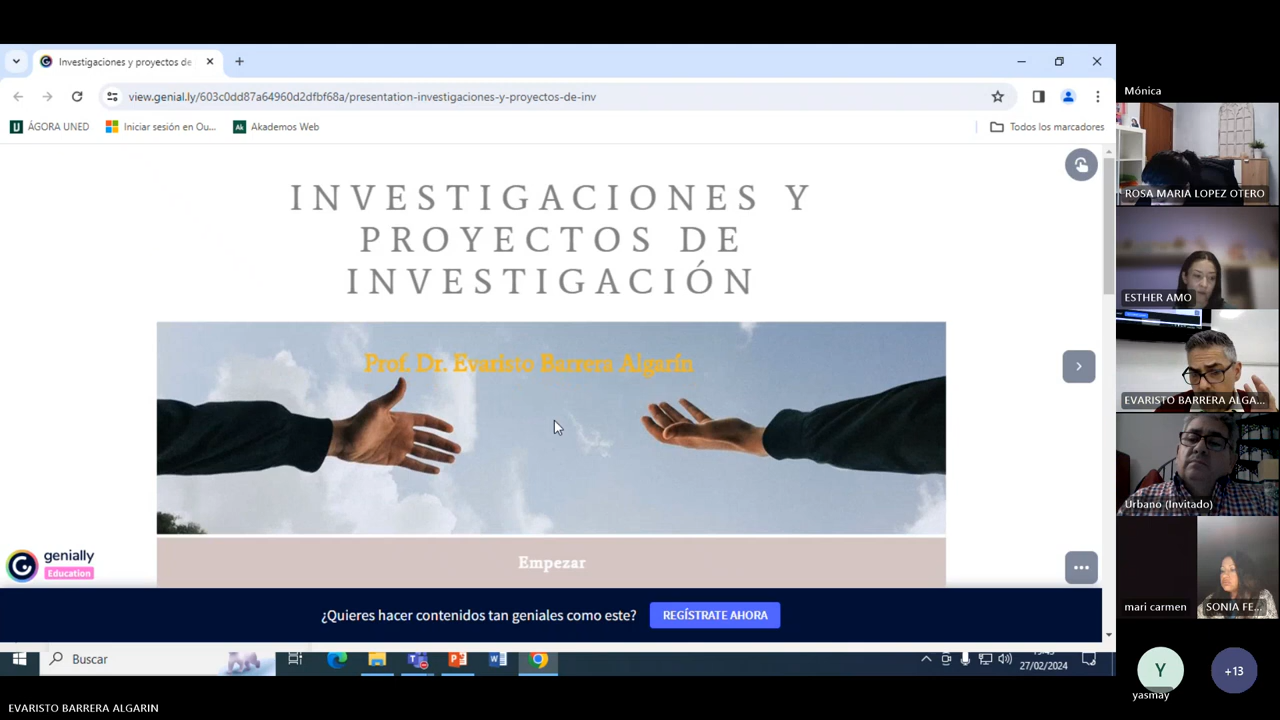 Investigaciones y proyectos de
view.genial.ly/603c0dd87a64960d2dfbf68a/presentation-investigaciones-y-proyectos-de-inv
ÁGORA UNED
Iniciar sesión en Ou...
Akademos Web
Todos los marcadores
INVESTIGACIONES Y
PROYECTOS DE
INVESTIGACIÓN
Prof. Dr. Evaristo Barrera Algarín
Empezar
genially
Education
¿Quieres hacer contenidos tan geniales como este?
REGÍSTRATE AHORA
Buscar
27/02/2024
EVARISTO BARRERA ALGARIN
Mónica
ROSA MARIA LOPEZ OTERO
ESTHER AMO
EVARISTO BARRERA ALGA...
Urbano (Invitado)
mari carmen
SONIA FE...
Y
yasmay
+13